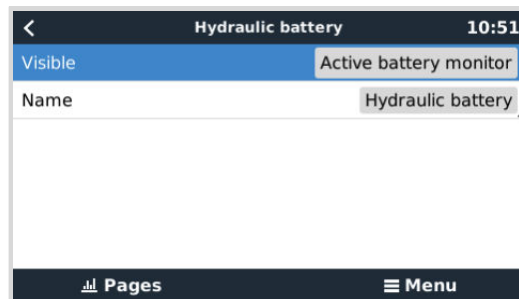 Hydraulic battery 10:51
Visible Active battery monitor
Name Hydraulic battery
Pages Menu